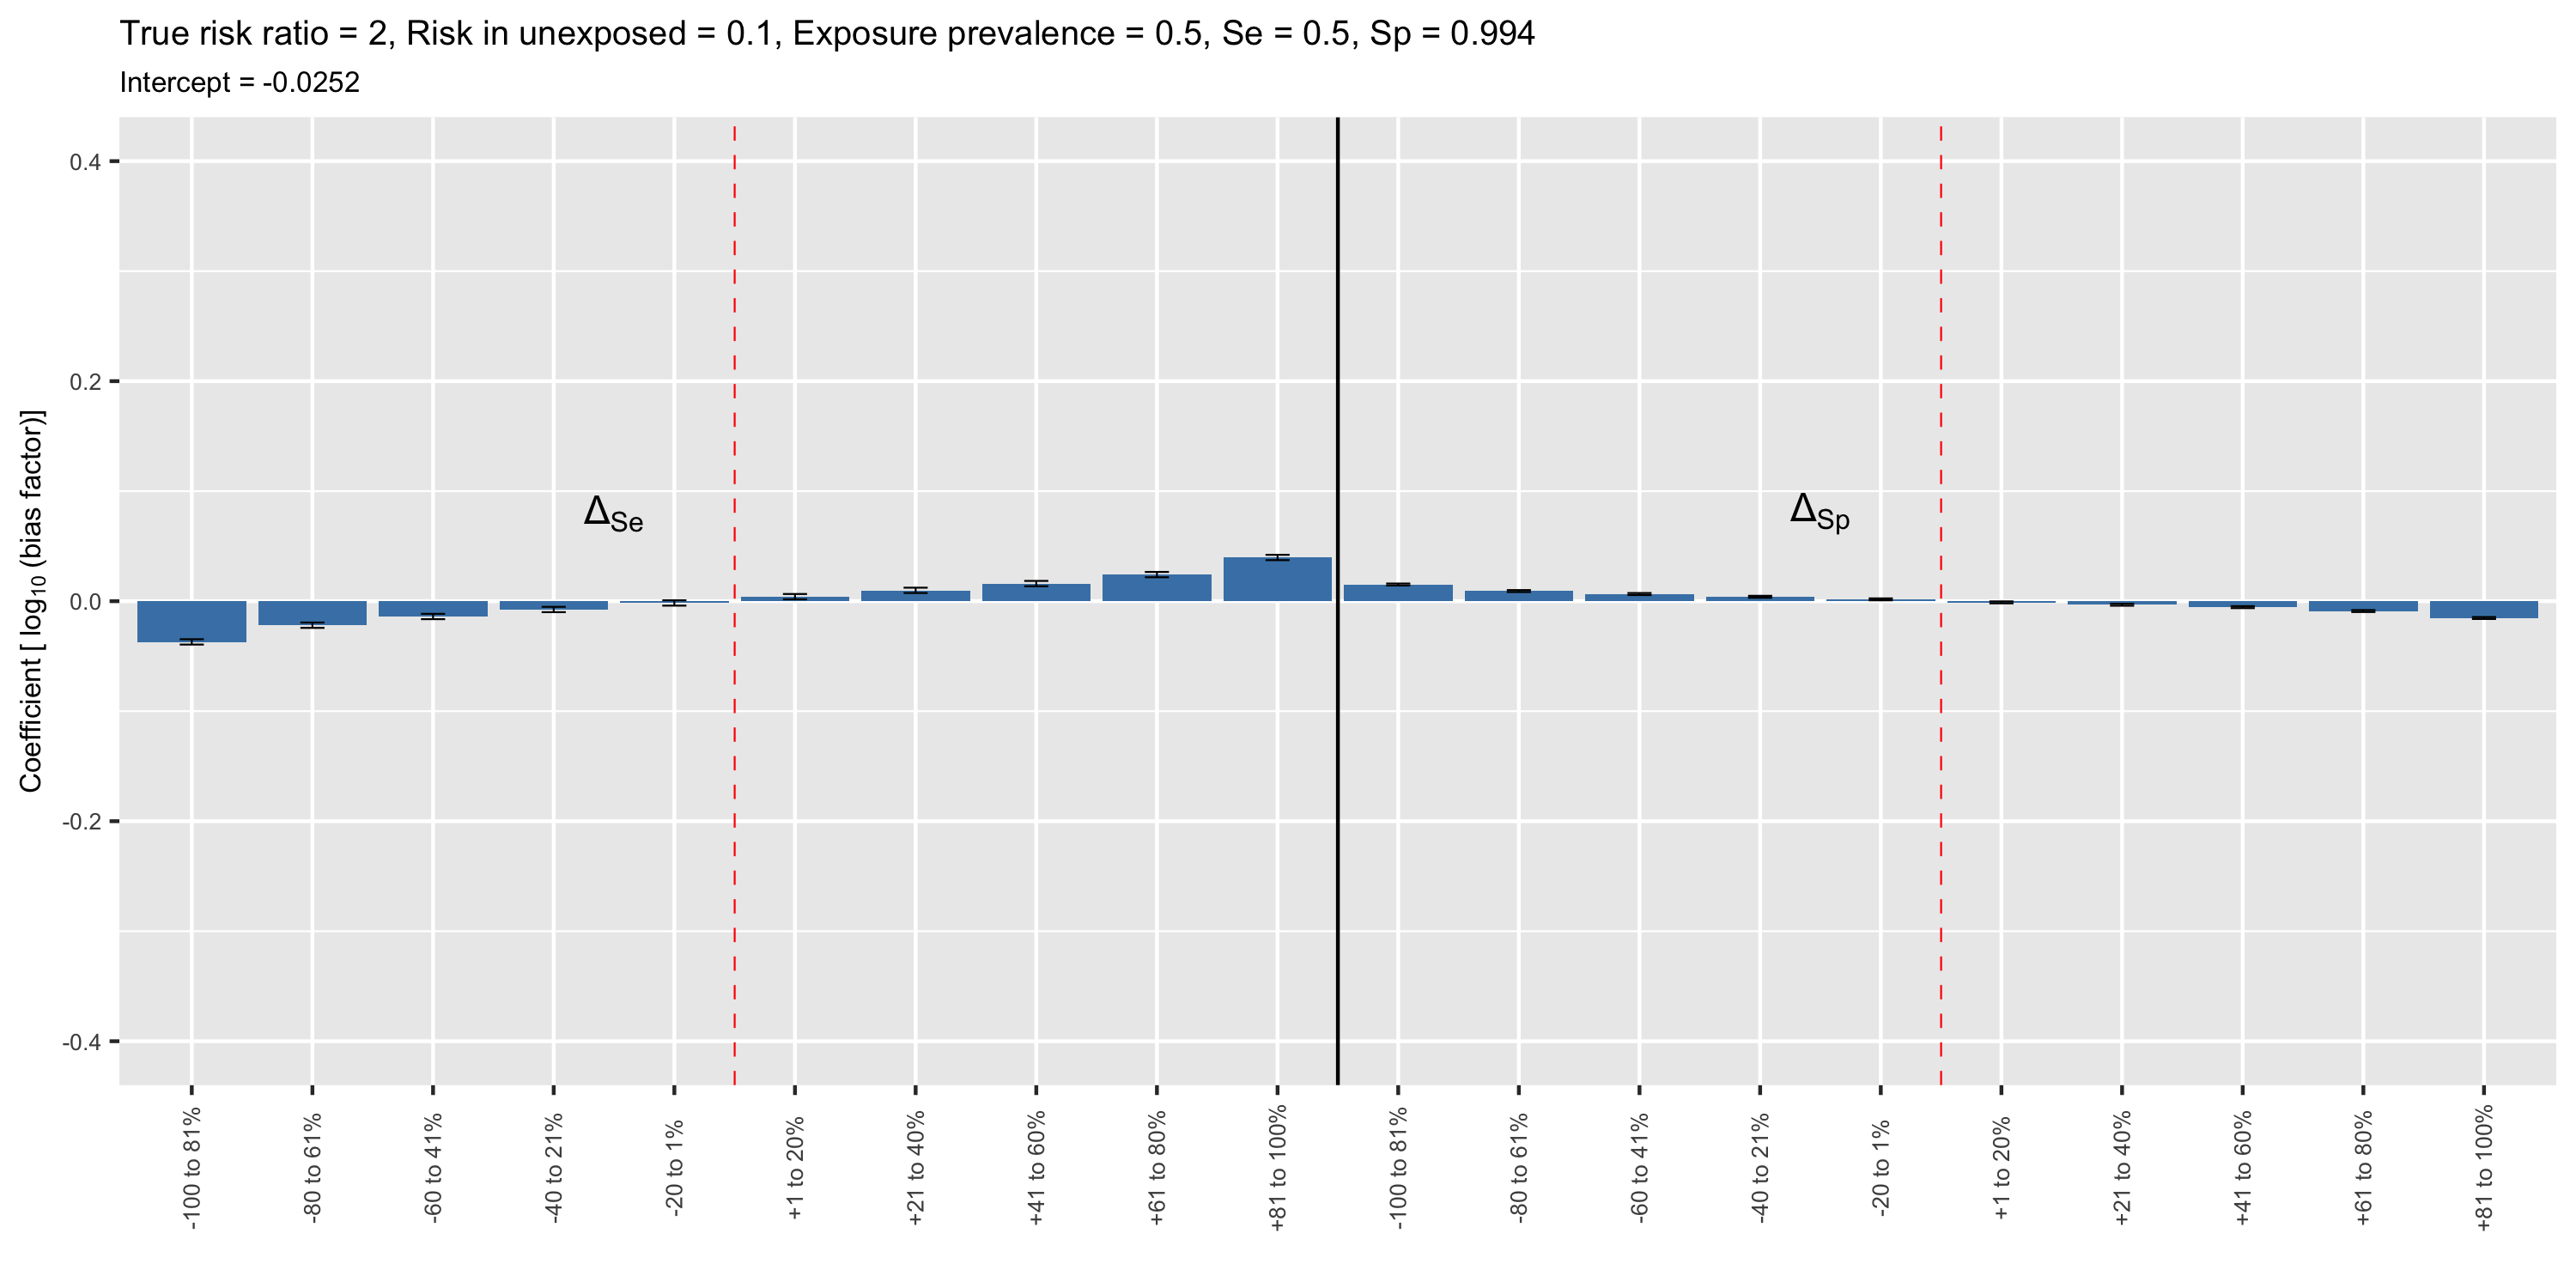 True risk ratio = 2, Risk in unexposed = 0.1, Exposure prevalence = 0.5, Se = 0.5, Sp = 0.994
Intercept = -0.0252
Coefficient [ log10 (bias factor)]
0.4
0.2
0.0
-0.2
-0.4
ΔSe
ΔSp
-100 to 81%
-80 to 61%
-60 to 41%
-40 to 21%
-20 to 1%
+1 to 20%
+21 to 40%
+41 to 60%
+61 to 80%
+81 to 100%
-100 to 81%
-80 to 61%
-60 to 41%
-40 to 21%
-20 to 1%
+1 to 20%
+21 to 40%
+41 to 60%
+61 to 80%
+81 to 100%